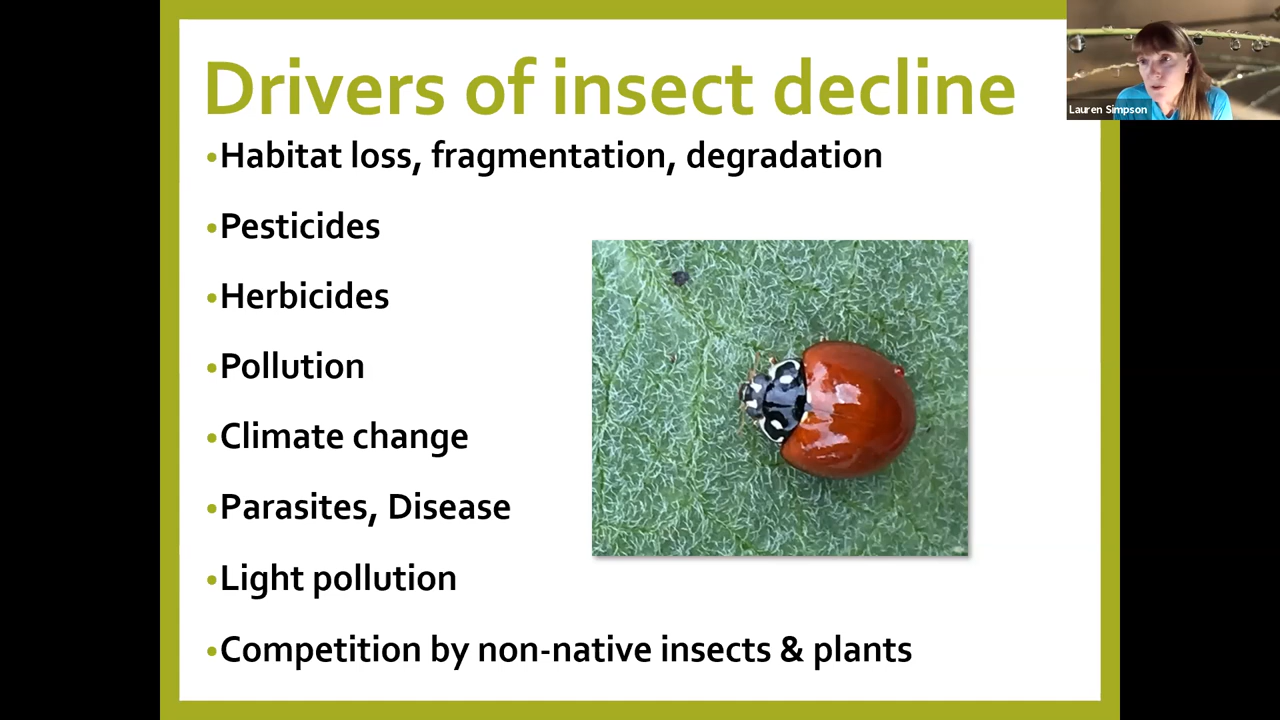 Drivers of insect decline
•Habitat loss, fragmentation, degradation
•Pesticides
•Herbicides
•Pollution
•Climate change
•Parasites, Disease
•Light pollution
•Competition by non-native insects & plants
Lauren Simpson